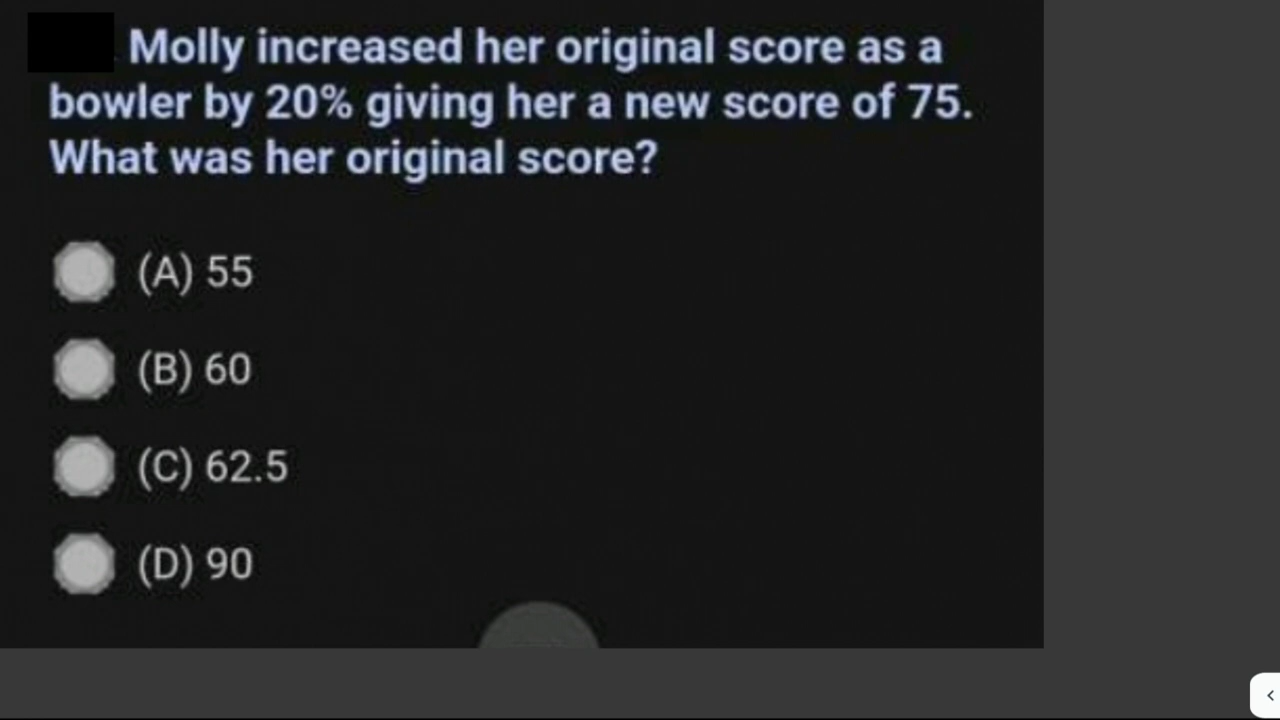 Molly increased her original score as a
bowler by 20% giving her a new score of 75.
What was her original score?
(A) 55
(B) 60
(C) 62.5
(D) 90